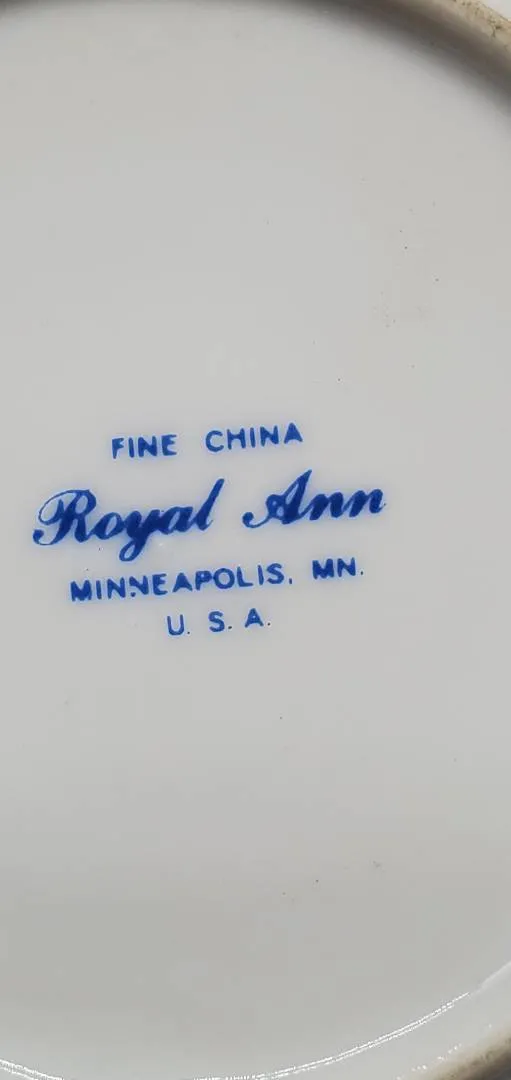 FINE CHINA
Royal Ann
MINNEAPOLIS, MN.
U. S. A.